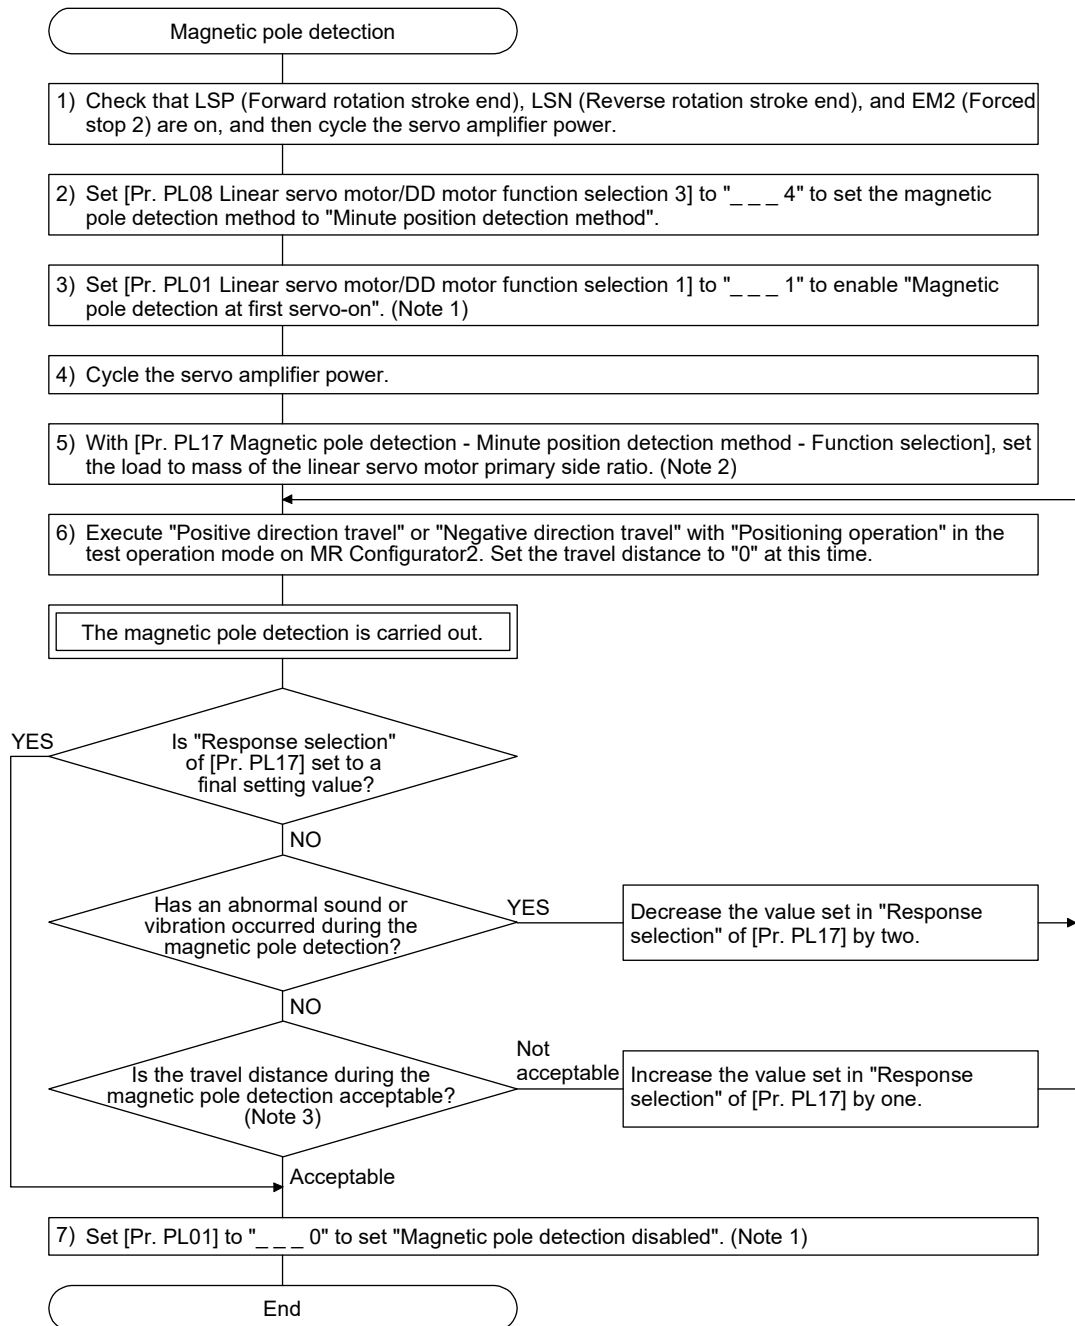 Magnetic pole detection
1) Check that LSP (Forward rotation stroke end), LSN (Reverse rotation stroke end), and EM2 (Forced
stop 2) are on, and then cycle the servo amplifier power.
2) Set [Pr. PL08 Linear servo motor/DD motor function selection 3] to "_ _ _ 4" to set the magnetic
pole detection method to "Minute position detection method".
3) Set [Pr. PL01 Linear servo motor/DD motor function selection 1] to "_ _ _ 1" to enable "Magnetic
pole detection at first servo-on". (Note 1)
4) Cycle the servo amplifier power.
5) With [Pr. PL17 Magnetic pole detection - Minute position detection method - Function selection], set
the load to mass of the linear servo motor primary side ratio. (Note 2)
6) Execute "Positive direction travel" or "Negative direction travel" with "Positioning operation" in the
test operation mode on MR Configurator2. Set the travel distance to "0" at this time.
The magnetic pole detection is carried out.
YES
Is "Response selection"
of [Pr. PL17] set to a
final setting value?
NO
Has an abnormal sound or
vibration occurred during the
magnetic pole detection?
YES
Decrease the value set in "Response
selection" of [Pr. PL17] by two.
NO
Is the travel distance during the
magnetic pole detection acceptable?
(Note 3)
Not
acceptable
Increase the value set in "Response
selection" of [Pr. PL17] by one.
Acceptable
7) Set [Pr. PL01] to "_ _ _ 0" to set "Magnetic pole detection disabled". (Note 1)
End